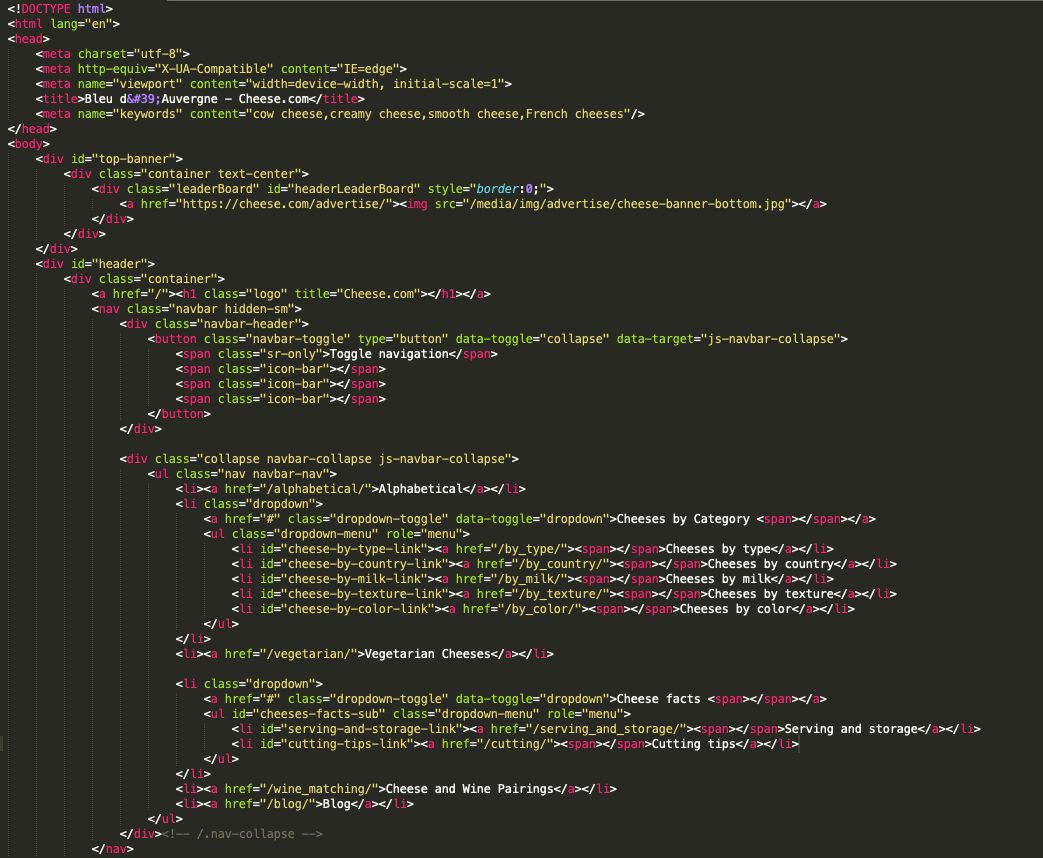 <!DOCTYPE html>
<html lang="en">
<head>
    <meta charset="utf-8">
    <meta http-equiv="X-UA-Compatible" content="IE=edge">
    <meta name="viewport" content="width=device-width, initial-scale=1">
    <title>Bleu d&#39;Auvergne - Cheese.com</title>
    <meta name="keywords" content="cow cheese,creamy cheese,smooth cheese,French cheeses"/>
</head>
<body>
    <div id="top-banner">
        <div class="container text-center">
            <div class="leaderBoard" id="headerLeaderBoard" style="border:0;">
                <a href="https://cheese.com/advertise/"><img src="/media/img/advertise/cheese-banner-bottom.jpg"></a>
            </div>
        </div>
    </div>
    <div id="header">
        <div class="container">
            <a href="/"><h1 class="logo" title="Cheese.com"></h1></a>
            <nav class="navbar hidden-sm">
                <div class="navbar-header">
                    <button class="navbar-toggle" type="button" data-toggle="collapse" data-target="js-navbar-collapse">
                        <span class="sr-only">Toggle navigation</span>
                        <span class="icon-bar"></span>
                        <span class="icon-bar"></span>
                        <span class="icon-bar"></span>
                    </button>
                </div>

                <div class="collapse navbar-collapse js-navbar-collapse">
                    <ul class="nav navbar-nav">
                        <li><a href="/alphabetical/">Alphabetical</a></li>
                        <li class="dropdown">
                            <a href="#" class="dropdown-toggle" data-toggle="dropdown">Cheeses by Category <span></span></a>
                            <ul class="dropdown-menu" role="menu">
                                <li id="cheese-by-type-link"><a href="/by_type/"><span></span>Cheeses by type</a></li>
                                <li id="cheese-by-country-link"><a href="/by_country/"><span></span>Cheeses by country</a></li>
                                <li id="cheese-by-milk-link"><a href="/by_milk/"><span></span>Cheeses by milk</a></li>
                                <li id="cheese-by-texture-link"><a href="/by_texture/"><span></span>Cheeses by texture</a></li>
                                <li id="cheese-by-color-link"><a href="/by_color/"><span></span>Cheeses by color</a></li>
                            </ul>
                        </li>
                        <li><a href="/vegetarian/">Vegetarian Cheeses</a></li>

                        <li class="dropdown">
                            <a href="#" class="dropdown-toggle" data-toggle="dropdown">Cheese facts <span></span></a>
                            <ul id="cheeses-facts-sub" class="dropdown-menu" role="menu">
                                <li id="serving-and-storage-link"><a href="/serving_and_storage/"><span></span>Serving and storage</a></li>
                                <li id="cutting-tips-link"><a href="/cutting/"><span></span>Cutting tips</a></li>
                            </ul>
                        </li>
                        <li><a href="/wine_matching/">Cheese and Wine Pairings</a></li>
                        <li><a href="/blog/">Blog</a></li>
                    </ul>
                </div><!-- /.nav-collapse -->
            </nav>